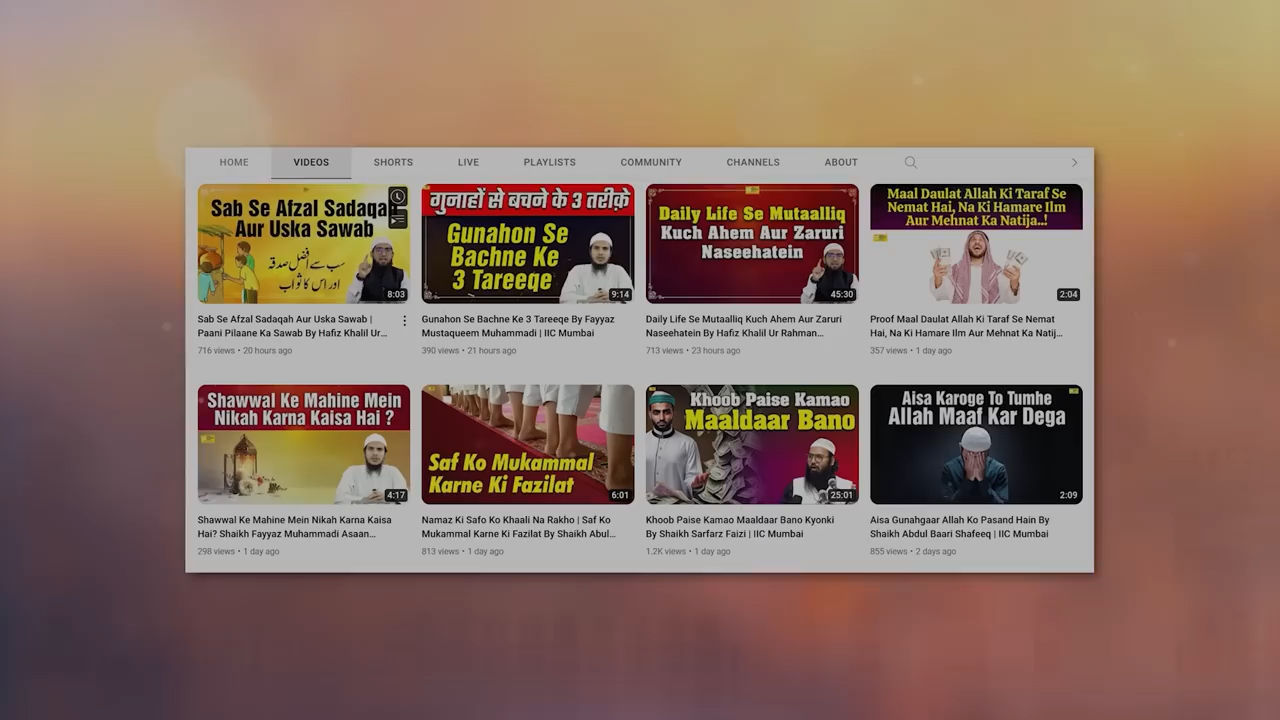 HOME
VIDEOS
SHORTS
LIVE
PLAYLISTS
COMMUNITY
CHANNELS
ABOUT
Sab Se Afzal Sadaqah
Aur Uska Sawab
سب سے افضل صدقہ
اور اس کا ثواب
8:03
Sab Se Afzal Sadaqah Aur Uska Sawab |
Paani Pilaane Ka Sawab By Hafiz Khalil Ur...
716 views • 20 hours ago
गुनाहों से बचने के 3 तरीक़े
Gunahon Se
Bachne Ke
3 Tareeqe
9:14
Gunahon Se Bachne Ke 3 Tareeqe By Fayyaz
Mustaqueem Muhammadi | IIC Mumbai
390 views • 21 hours ago
Daily Life Se Mutaalliq
Kuch Ahem Aur Zaruri
Naseehatein
45:30
Daily Life Se Mutaalliq Kuch Ahem Aur Zaruri
Naseehatein By Hafiz Khalil Ur Rahman...
713 views • 23 hours ago
Maal Daulat Allah Ki Taraf Se
Nemat Hai, Na Ki Hamare Ilm
Aur Mehnat Ka Natija..!
2:04
Proof Maal Daulat Allah Ki Taraf Se Nemat
Hai, Na Ki Hamare Ilm Aur Mehnat Ka Natij...
357 views • 1 day ago
Shawwal Ke Mahine Mein
Nikah Karna Kaisa Hai ?
4:17
Shawwal Ke Mahine Mein Nikah Karna Kaisa
Hai? Shaikh Fayyaz Muhammadi Asaan...
298 views • 1 day ago
Saf Ko Mukammal
Karne Ki Fazilat
6:01
Namaz Ki Safo Ko Khaali Na Rakho | Saf Ko
Mukammal Karne Ki Fazilat By Shaikh Abul...
813 views • 1 day ago
Khoob Paise Kamao
Maaldaar Bano
25:01
Khoob Paise Kamao Maaldaar Bano Kyonki
By Shaikh Sarfarz Faizi | IIC Mumbai
1.2K views • 1 day ago
Aisa Karoge To Tumhe
Allah Maaf Kar Dega
2:09
Aisa Gunahgaar Allah Ko Pasand Hain By
Shaikh Abdul Baari Shafeeq | IIC Mumbai
855 views • 2 days ago